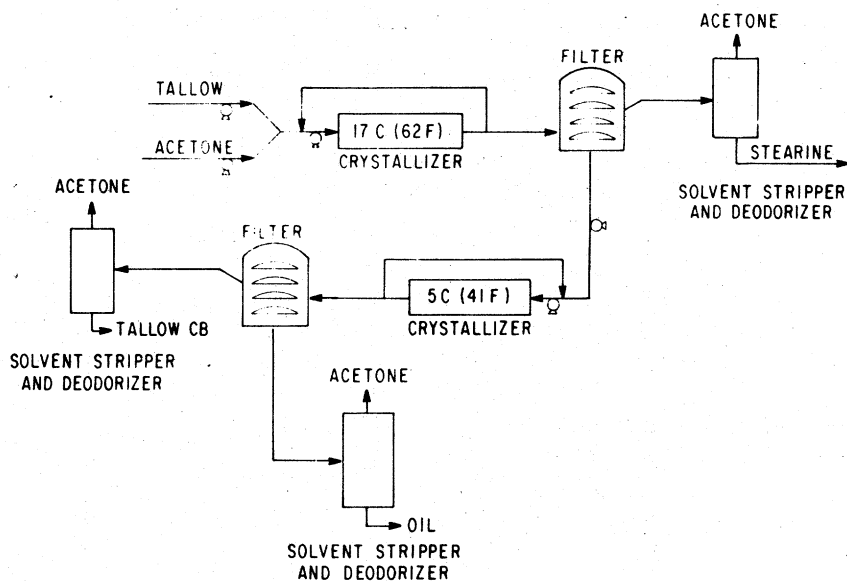 ACETONE
FILTER
TALLOW
17 C (62 F)
ACETONE
CRYSTALLIZER
STEARINE
SOLVENT STRIPPER
AND DEODORIZER
ACETONE
FILTER
5C (41F)
CRYSTALLIZER
TALLOW CB
SOLVENT STRIPPER
AND DEODORIZER
ACETONE
OIL
SOLVENT STRIPPER
AND DEODORIZER